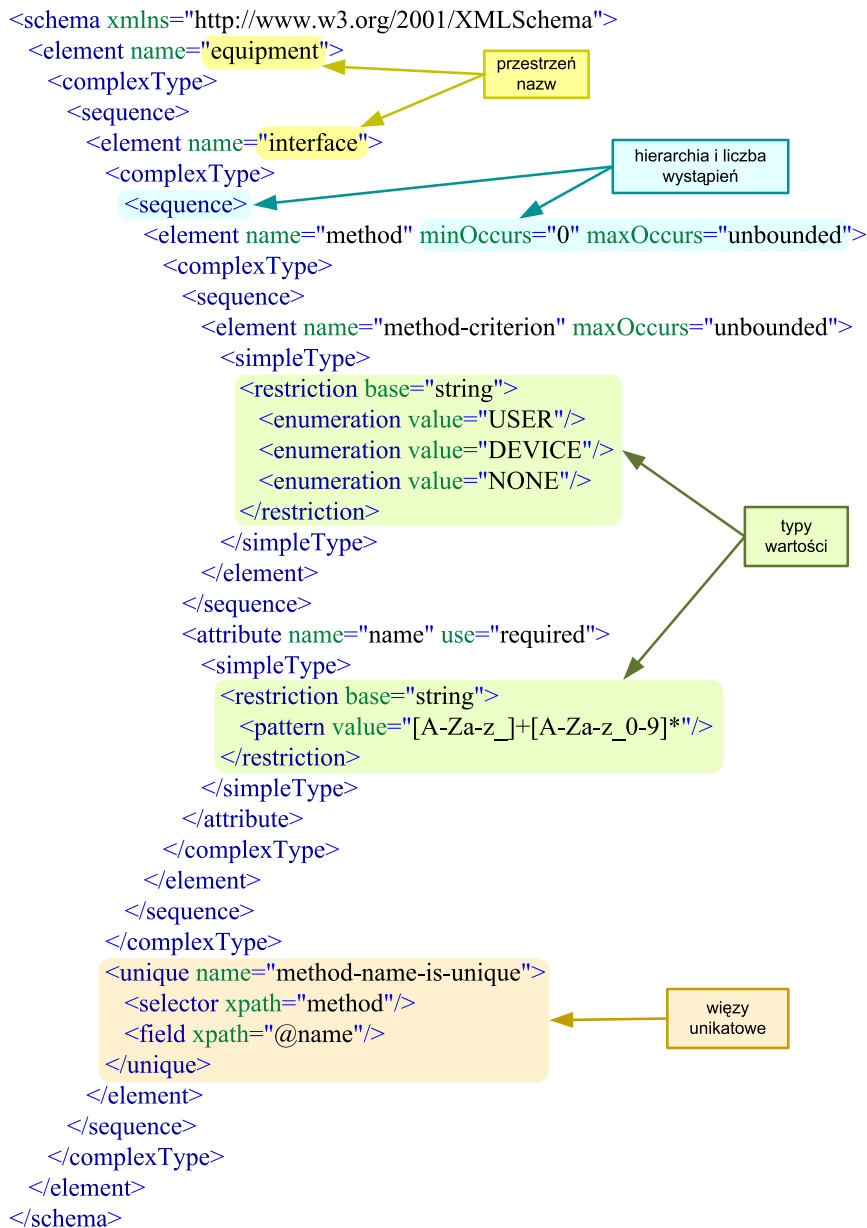 <schema xmlns="http://www.w3.org/2001/XMLSchema">
<element name="equipment">
przestrzeń
nazw
<complexType>
<sequence>
<element name="interface">
hierarchia i liczba
wystąpień
<complexType>
<sequence>
<element name="method" minOccurs="0" maxOccurs="unbounded">
<complexType>
<sequence>
<element name="method-criterion" maxOccurs="unbounded">
<simpleType>
<restriction base="string">
<enumeration value="USER"/>
<enumeration value="DEVICE"/>
<enumeration value="NONE"/>
</restriction>
typy
wartości
</simpleType>
</element>
</sequence>
<attribute name="name" use="required">
<simpleType>
<restriction base="string">
<pattern value="[A-Za-z_]+[A-Za-z_0-9]*"/>
</restriction>
</simpleType>
</attribute>
</complexType>
</element>
</sequence>
</complexType>
<unique name="method-name-is-unique">
<selector xpath="method"/>
<field xpath="@name"/>
</unique>
więzy
unikatowe
</element>
</sequence>
</complexType>
</element>
</schema>